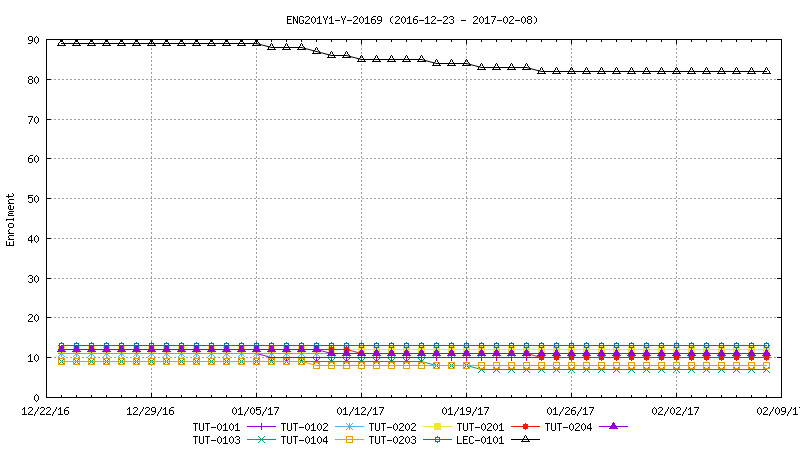 ENG201Y1-Y-20169 (2016-12-23 - 2017-02-08)
90
80
70
60
50
40
30
20
10
0
Enrolment
12/22/16 12/29/16 01/05/17 01/12/17 01/19/17 01/26/17 02/02/17 02/09/1
TUT-0101 TUT-0102 TUT-0202 TUT-0201 TUT-0204
TUT-0103 TUT-0104 TUT-0203 LEC-0101